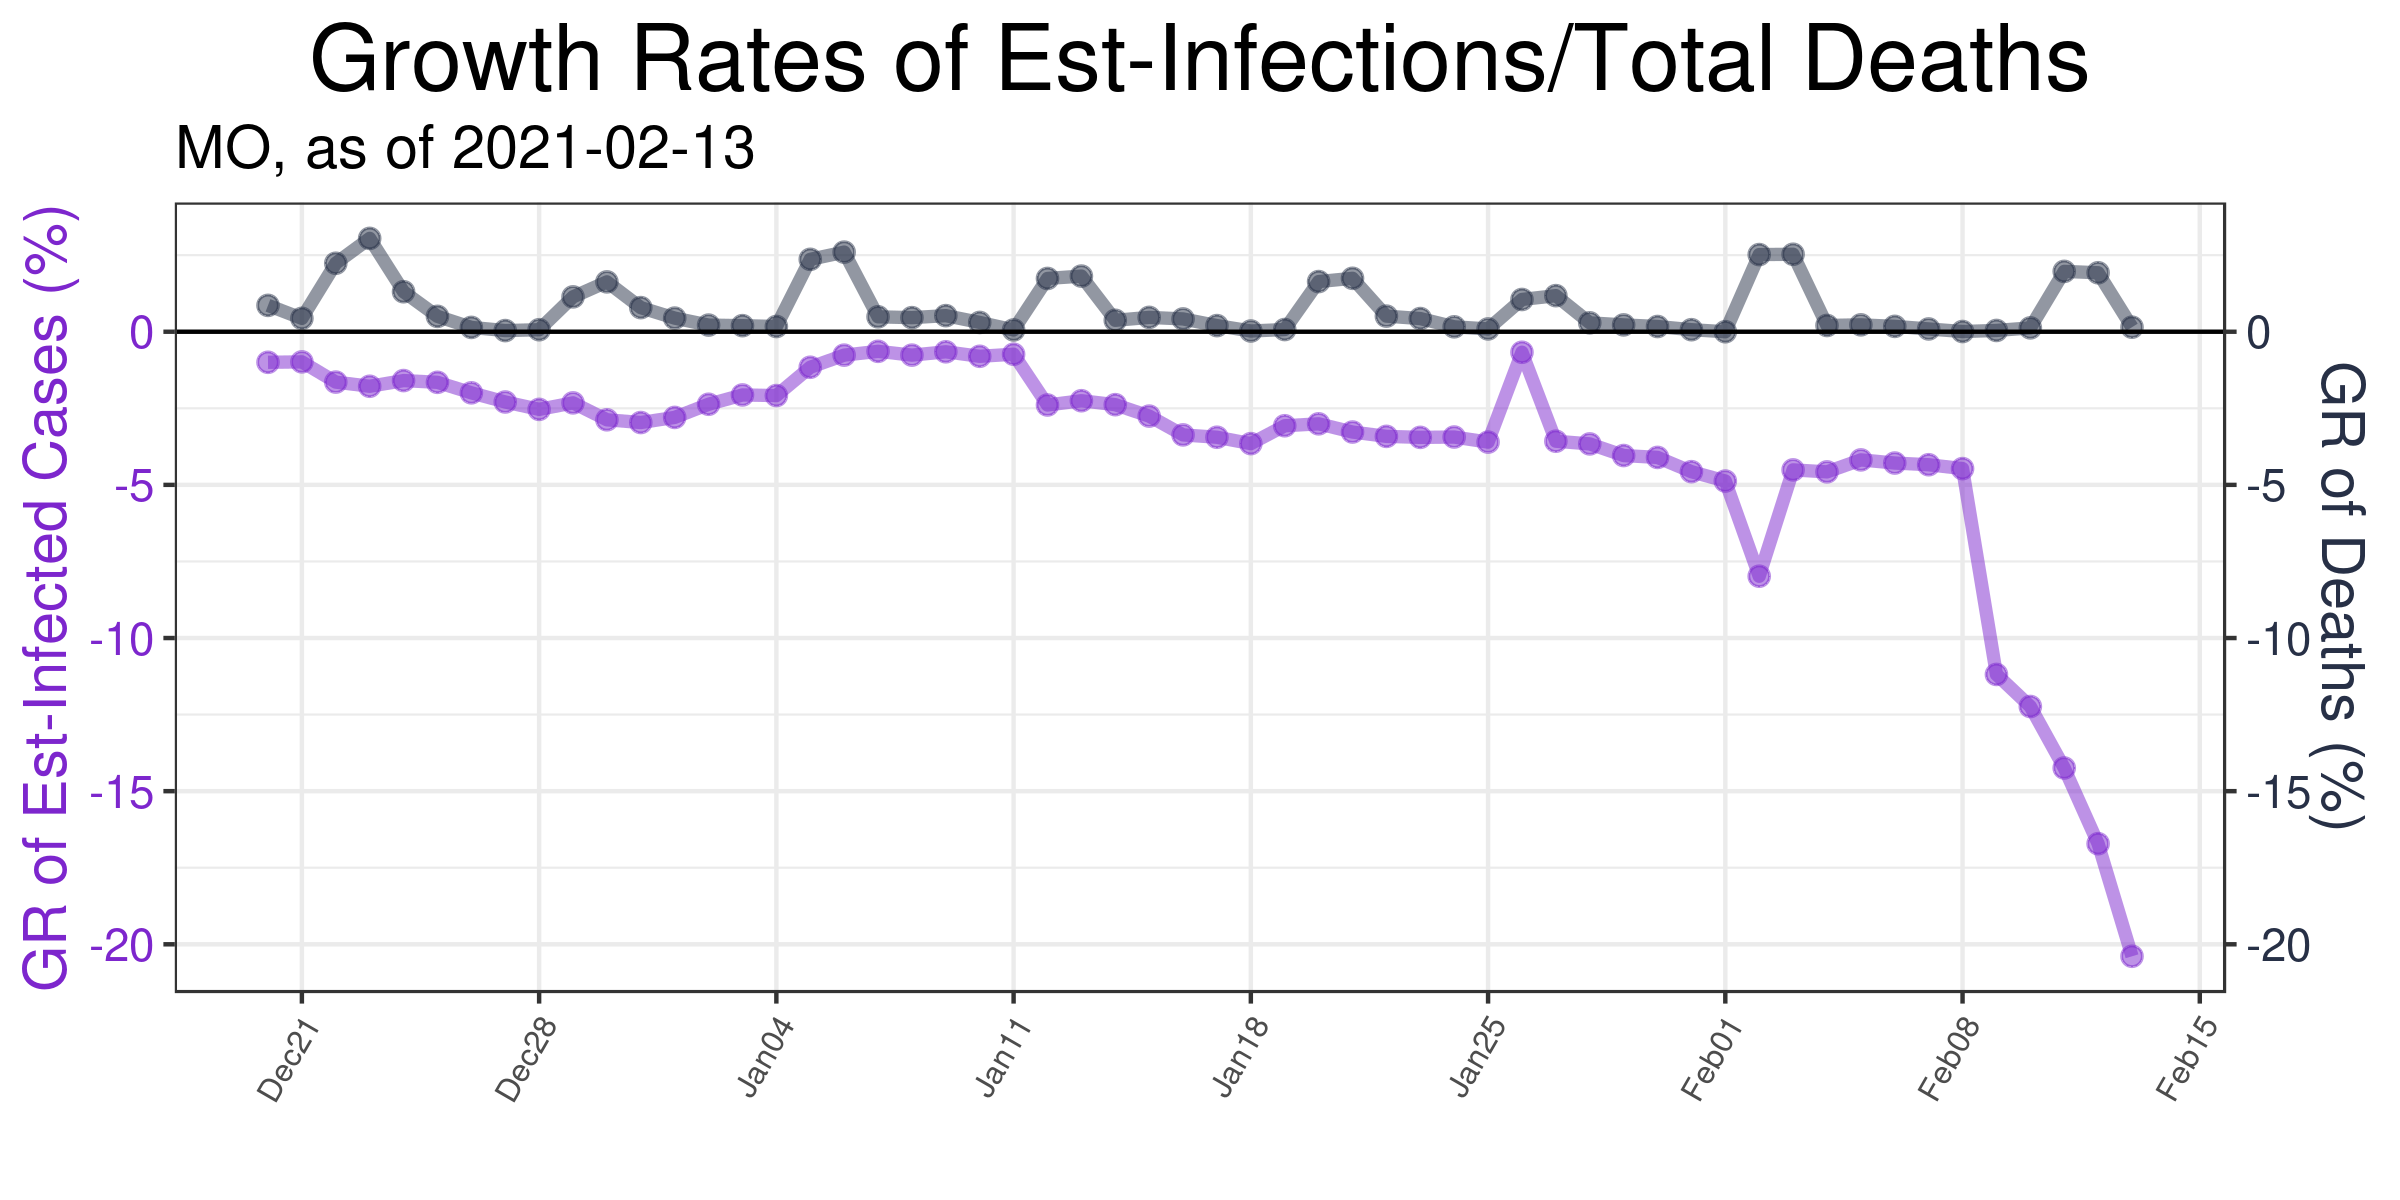 Growth Rates of Est-Infections/Total Deaths
MO, as of 2021-02-13
GR of Est-Infected Cases (%)
0
-5
-10
-15
-20
0
-5
-10
-15
-20
GR of Deaths (%)
Dec21
Dec28
Jan04
Jan11
Jan18
Jan25
Feb01
Feb08
Feb15